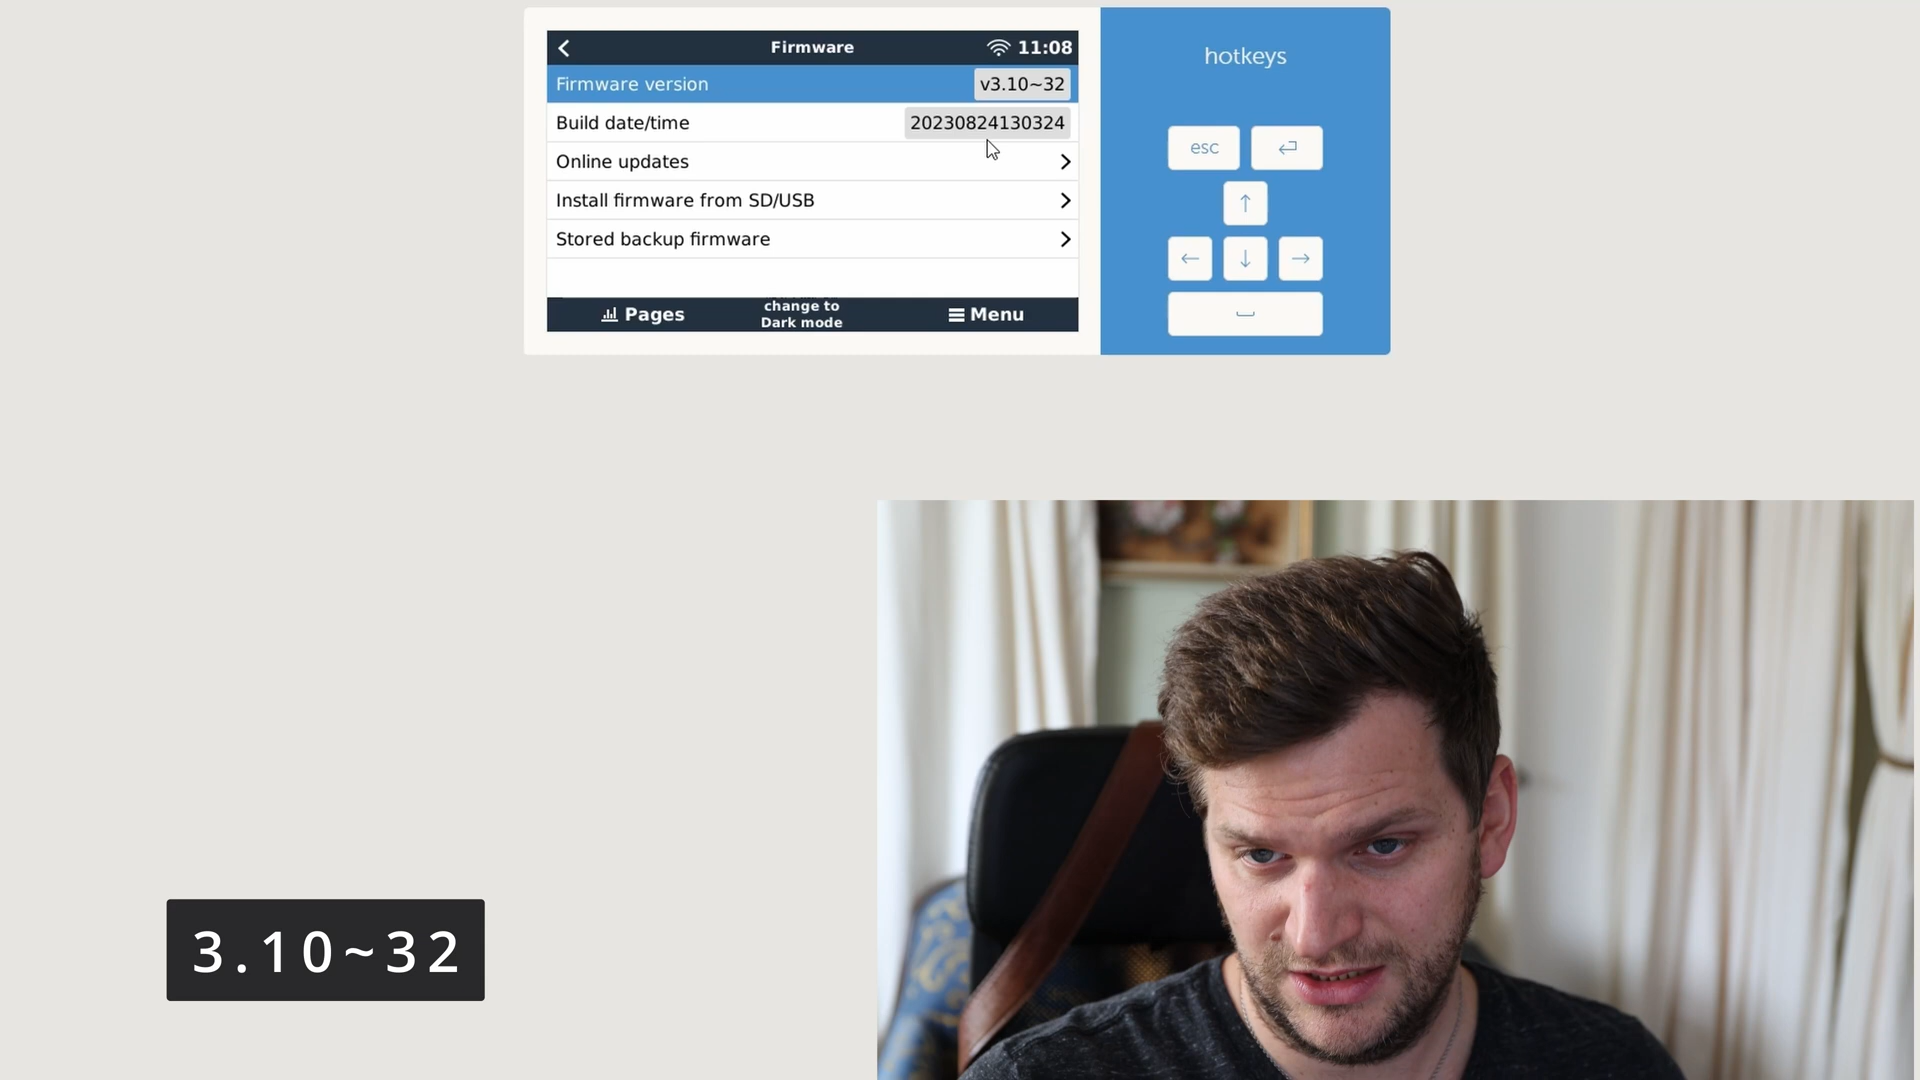 Firmware
11:08
Firmware version
v3.10~32
Build date/time
20230824130324
Online updates
Install firmware from SD/USB
Stored backup firmware
Pages
change to
Dark mode
Menu
hotkeys
esc
3.10~32